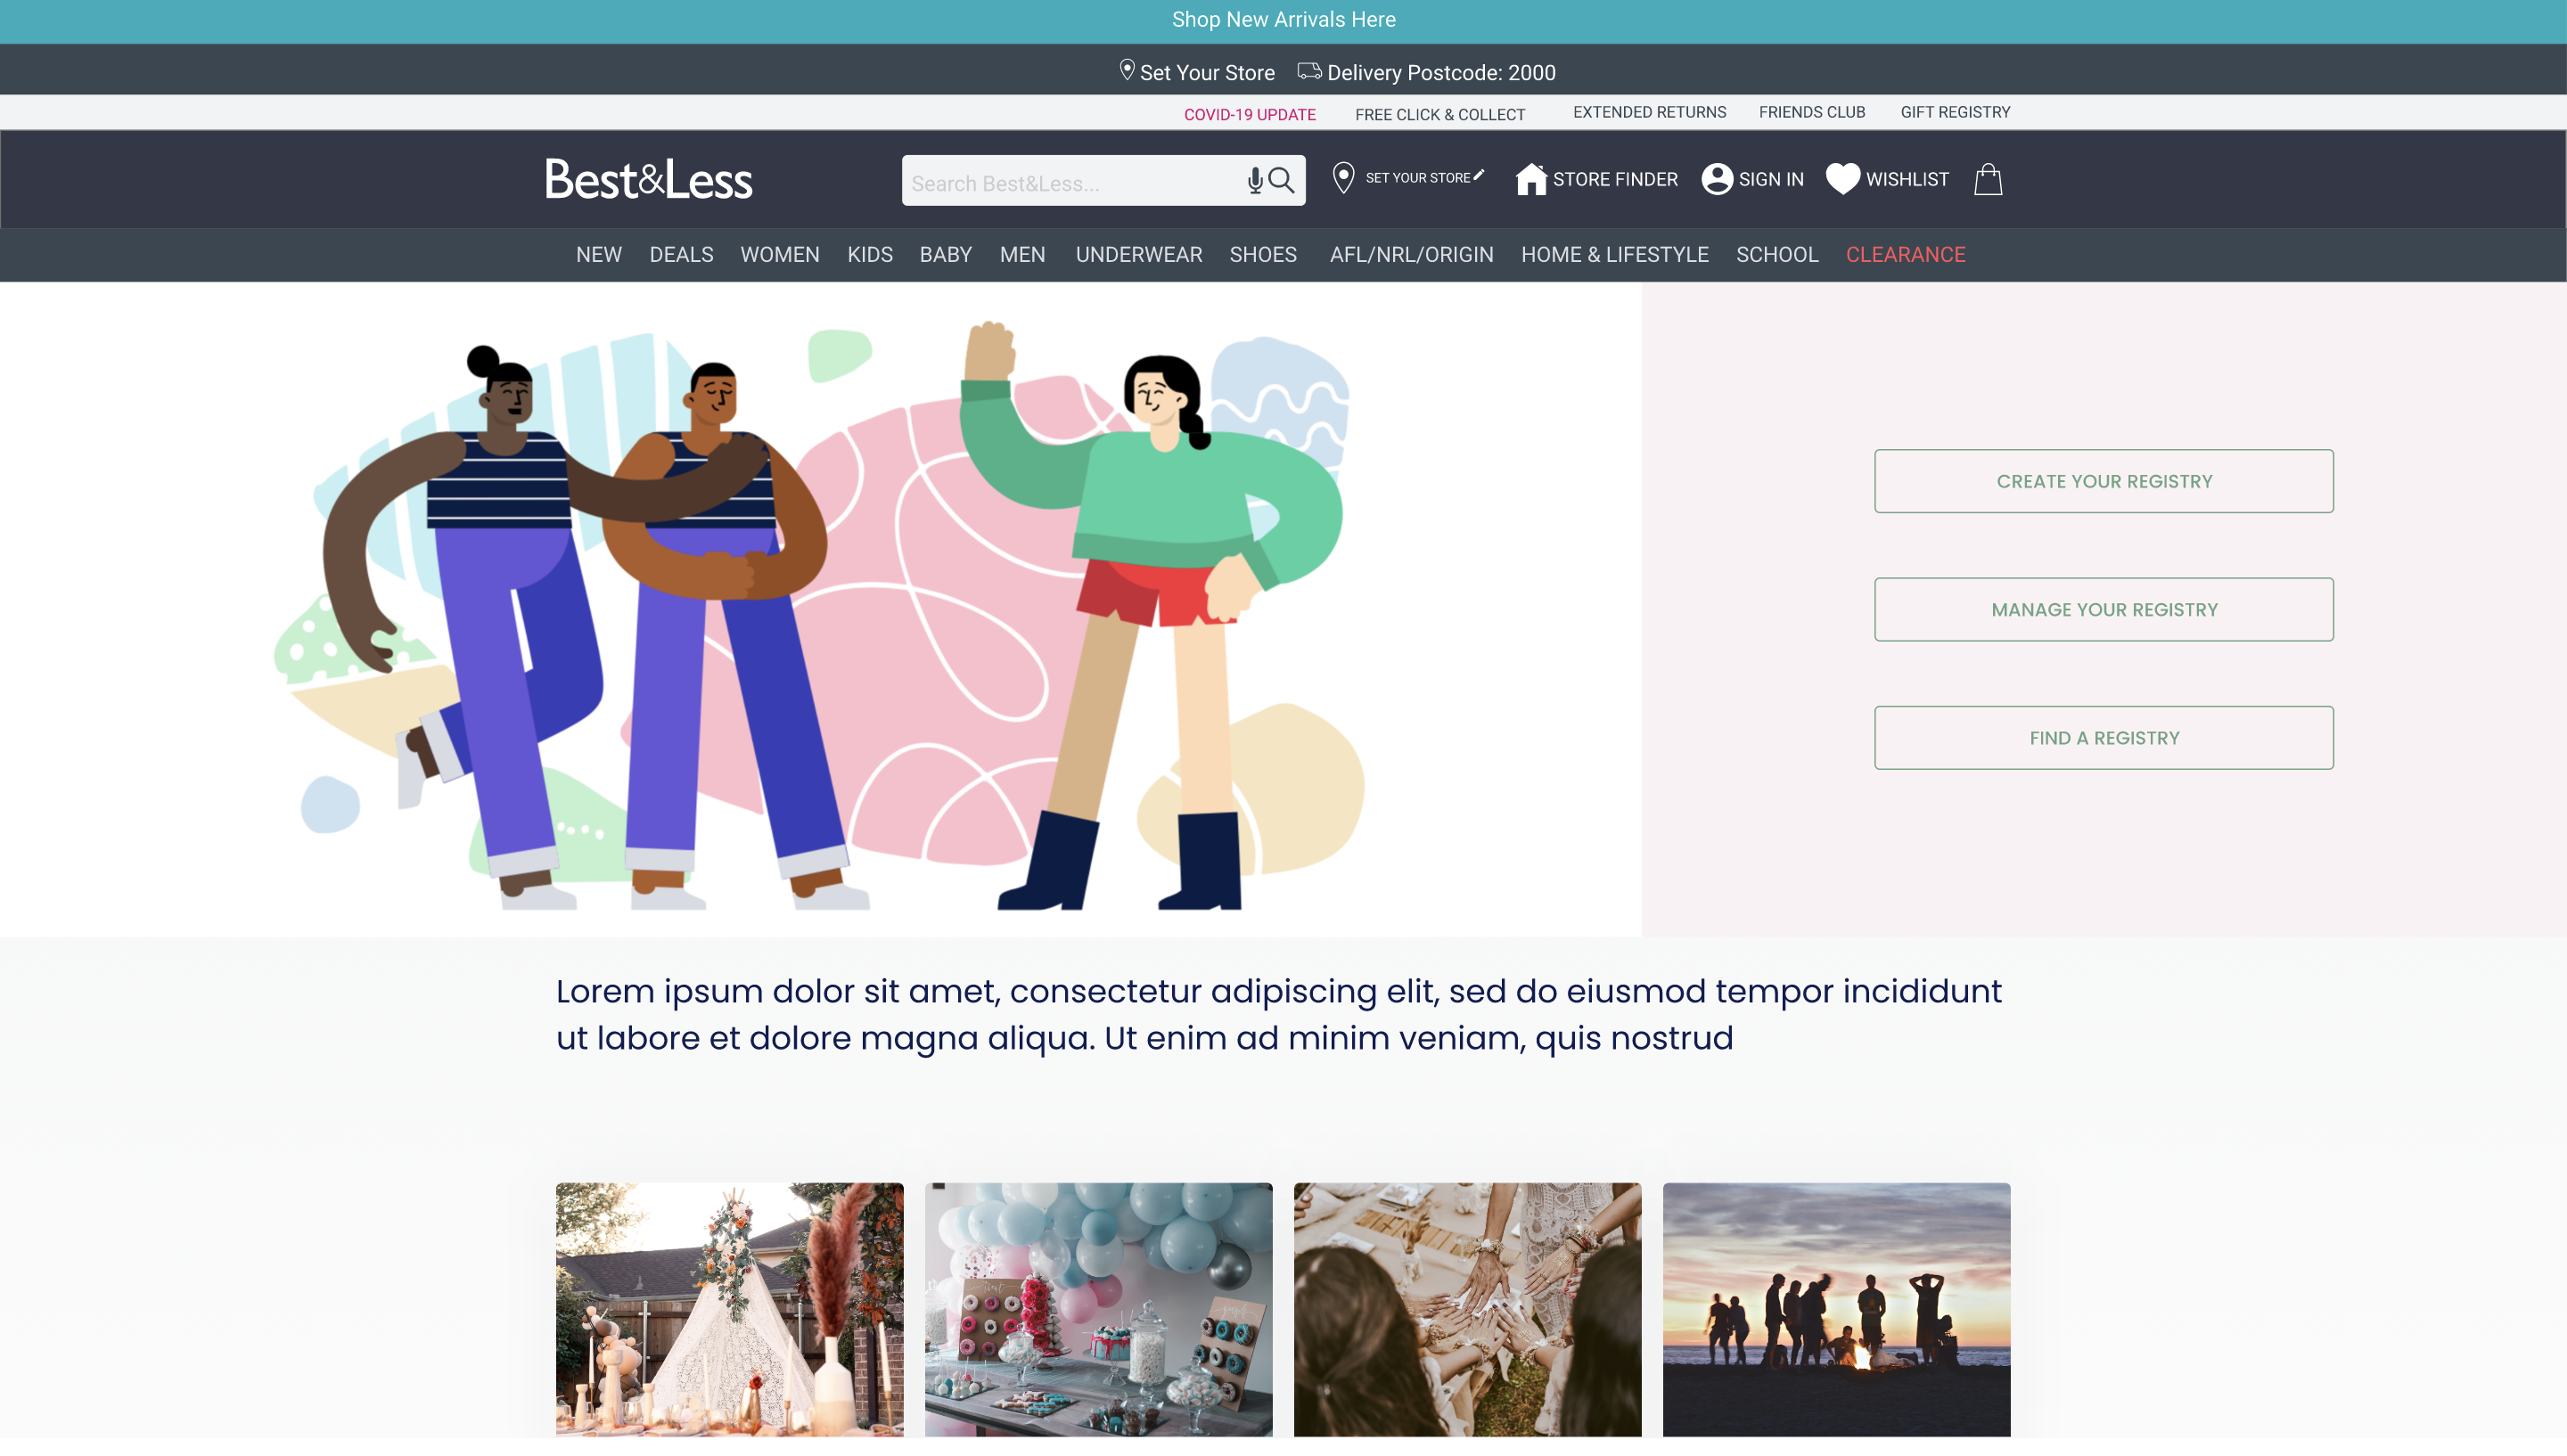 Shop New Arrivals Here
Set Your Store Delivery Postcode: 2000
COVID-19 UPDATE FREE CLICK & COLLECT EXTENDED RETURNS FRIENDS CLUB GIFT REGISTRY
Best&Less Search Best&Less... SET YOUR STORE STORE FINDER SIGN IN WISHLIST
NEW DEALS WOMEN KIDS BABY MEN UNDERWEAR SHOES AFL/NRL/ORIGIN HOME & LIFESTYLE SCHOOL CLEARANCE
CREATE YOUR REGISTRY
MANAGE YOUR REGISTRY
FIND A REGISTRY
Lorem ipsum dolor sit amet, consectetur adipiscing elit, sed do eiusmod tempor incididunt
ut labore et dolore magna aliqua. Ut enim ad minim veniam, quis nostrud